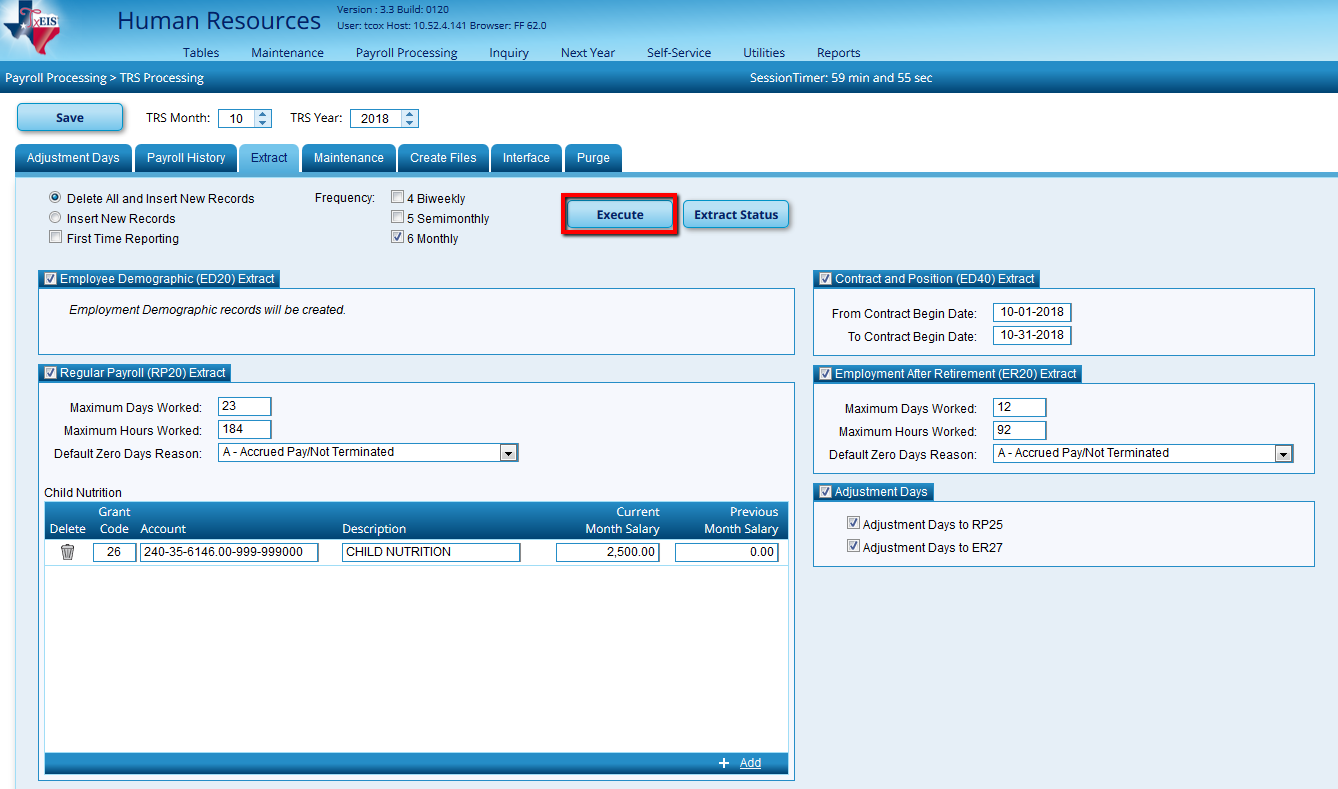 TxEIS
Human Resources
Version : 3.3 Build: 0120
User: tcox Host: 10.52.4.141 Browser: FF 62.0
Tables Maintenance Payroll Processing Inquiry Next Year Self-Service Utilities Reports
Payroll Processing > TRS Processing SessionTimer: 59 min and 55 sec
Save TRS Month: 10 TRS Year: 2018
Adjustment Days Payroll History Extract Maintenance Create Files Interface Purge
Delete All and Insert New Records Frequency: 4 Biweekly
Insert New Records 5 Semimonthly
First Time Reporting 6 Monthly
Execute Extract Status
Employee Demographic (ED20) Extract
Employment Demographic records will be created.
Contract and Position (ED40) Extract
From Contract Begin Date: 10-01-2018
To Contract Begin Date: 10-31-2018
Regular Payroll (RP20) Extract
Maximum Days Worked: 23
Maximum Hours Worked: 184
Default Zero Days Reason: A - Accrued Pay/Not Terminated
Employment After Retirement (ER20) Extract
Maximum Days Worked: 12
Maximum Hours Worked: 92
Default Zero Days Reason: A - Accrued Pay/Not Terminated
Child Nutrition
Delete Grant Code Account Description Current Month Salary Previous Month Salary
26 240-35-6146.00-999-999000 CHILD NUTRITION 2,500.00 0.00
+ Add
Adjustment Days
Adjustment Days to RP25
Adjustment Days to ER27